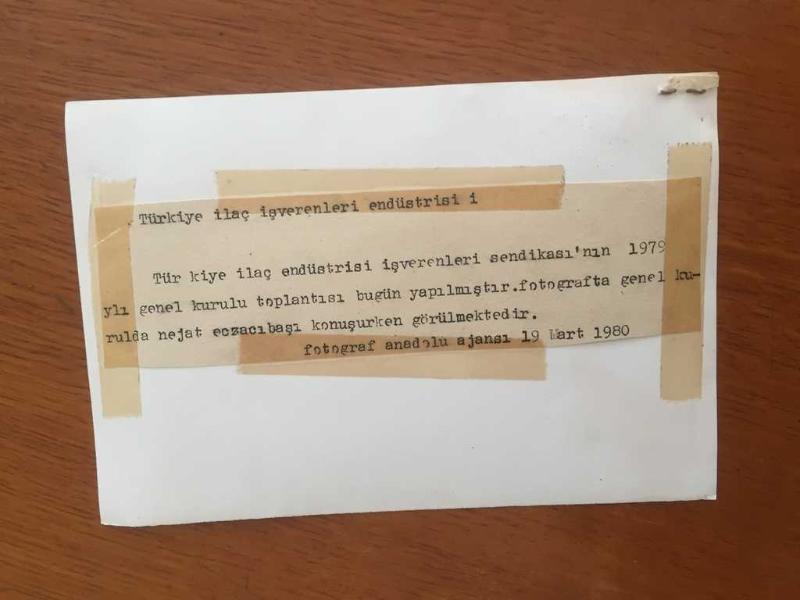 Türkiye ilaç işverenleri endüstrisi i
Tür kiye ilaç endüstrisi işverenleri sendikası'nın 1979
ylı genel kurulu toplantısı bugün yapılmıştır.fotografta genel ku-
rulda nejat eczacıbaşı konuşurken görülmektedir.
fotograf anadolu ajansı 19 Mart 1980